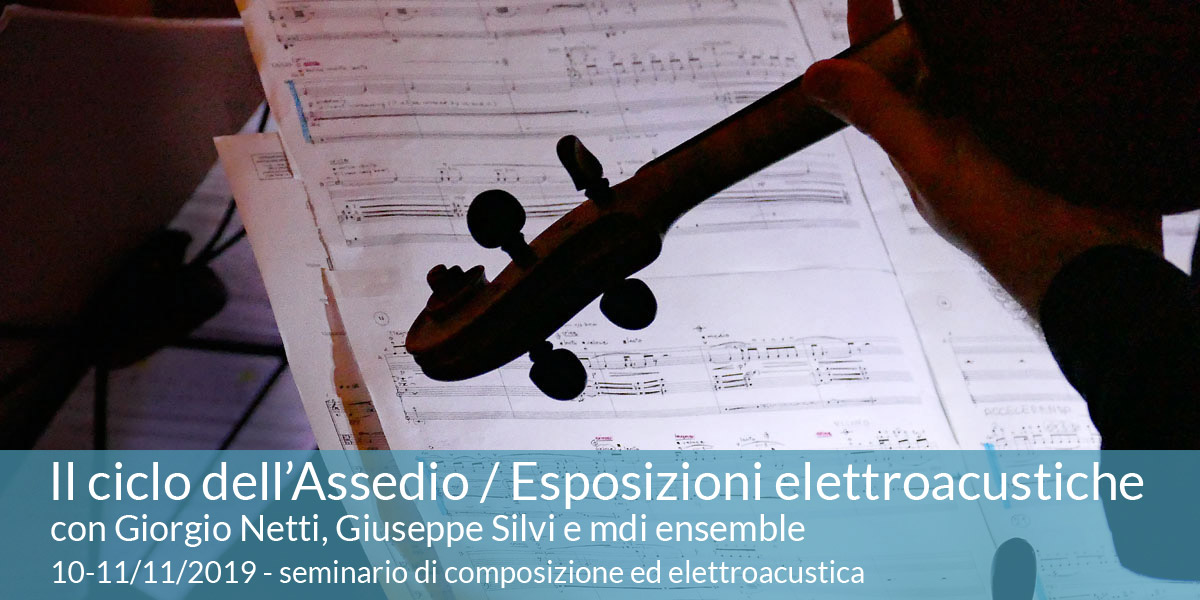 ACCELERANDO
Il ciclo dell’Assedio / Esposizioni elettroacustiche
con Giorgio Netti, Giuseppe Silvi e mdi ensemble
10-11/11/2019 - seminario di composizione ed elettroacustica